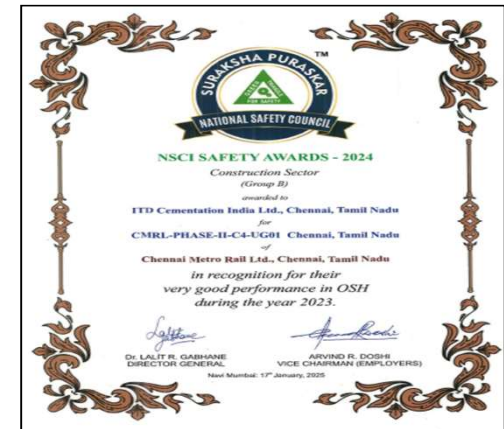 SURAKSHA PURASKAR
TM
FOR SAFETY
NATIONAL SAFETY COUNCIL
NSCI SAFETY AWARDS - 2024
Construction Sector
(Group B)
awarded to
ITD Cementation India Ltd., Chennai, Tamil Nadu
for
CMRL-PHASE-II-C4-UG01 Chennai, Tamil Nadu
of
Chennai Metro Rail Ltd., Chennai, Tamil Nadu
in recognition for their
very good performance in OSH
during the year 2023.
Dr. LALIT R. GABHANE
DIRECTOR GENERAL
ARVIND R. DOSHI
VICE CHAIRMAN (EMPLOYERS)
Navi Mumbai: 17th January, 2025